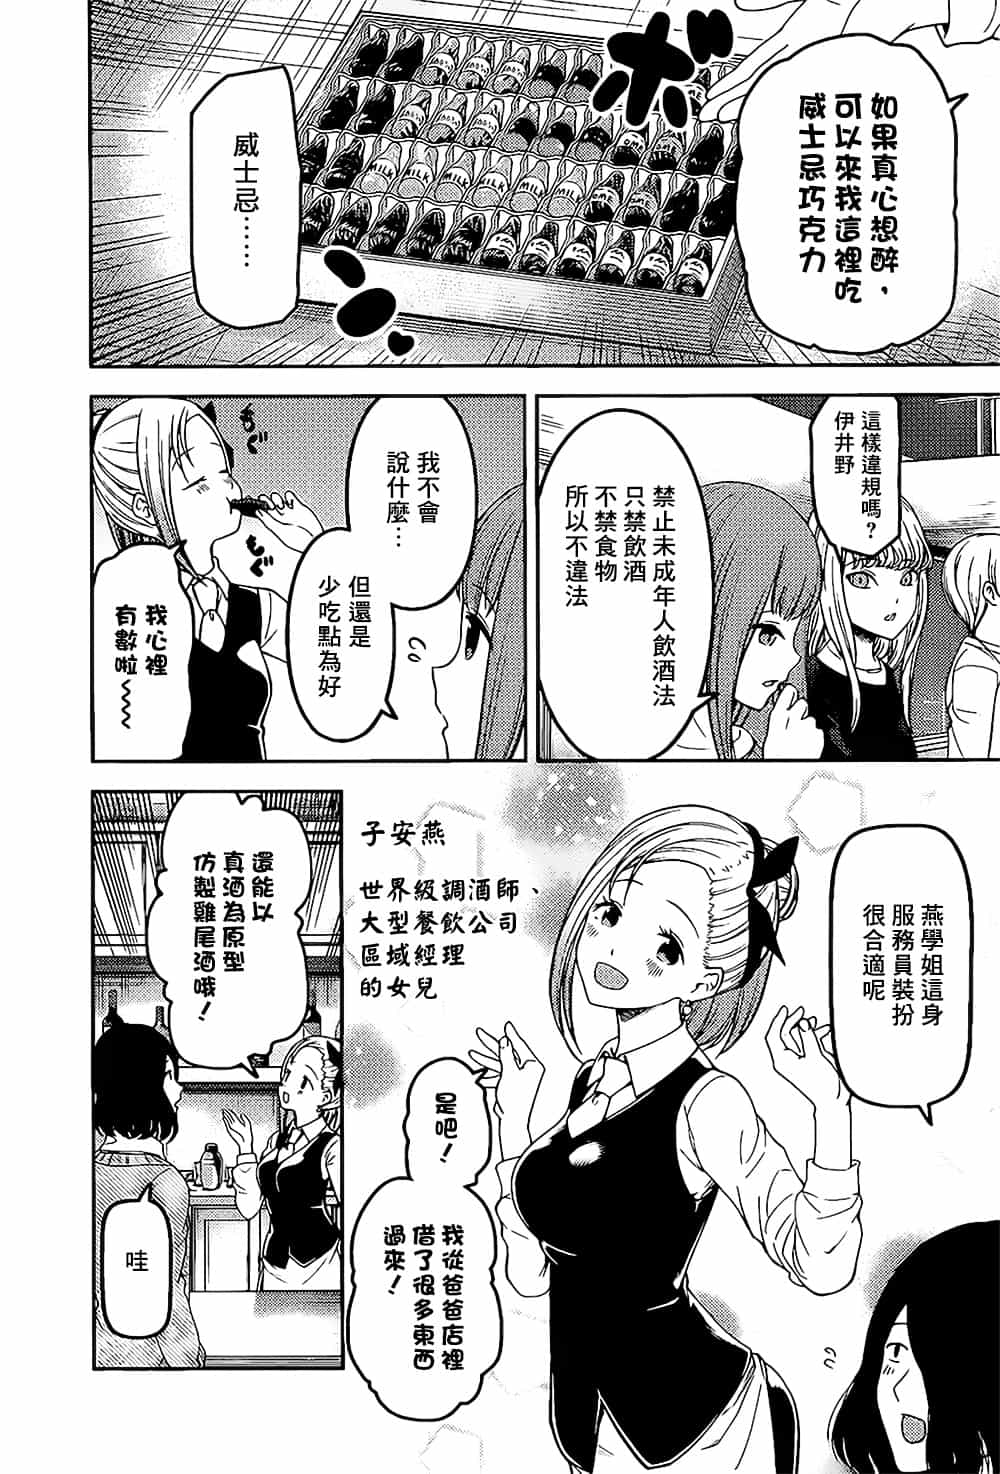 如果真心想醉，
可以來我這裡吃
威士忌巧克力
ボ
ン
威士忌……
MILK
MILK
MILK
MILK
這樣違規嗎？
伊井野
禁止未成年人飲酒法
只禁飲酒
不禁食物
所以不違法
我不會
說什麼…
但還是
少吃點為好
もぐ
もぐ
我心裡
有數啦
燕學姐這身
服務員裝扮
很合適呢
子安燕
世界級調酒師、
大型餐飲公司
區域經理
的女兒
是吧！
我從爸爸店裡
借了很多東西
過來！
還能以
真酒為原型
仿製雞尾酒哦！
哇